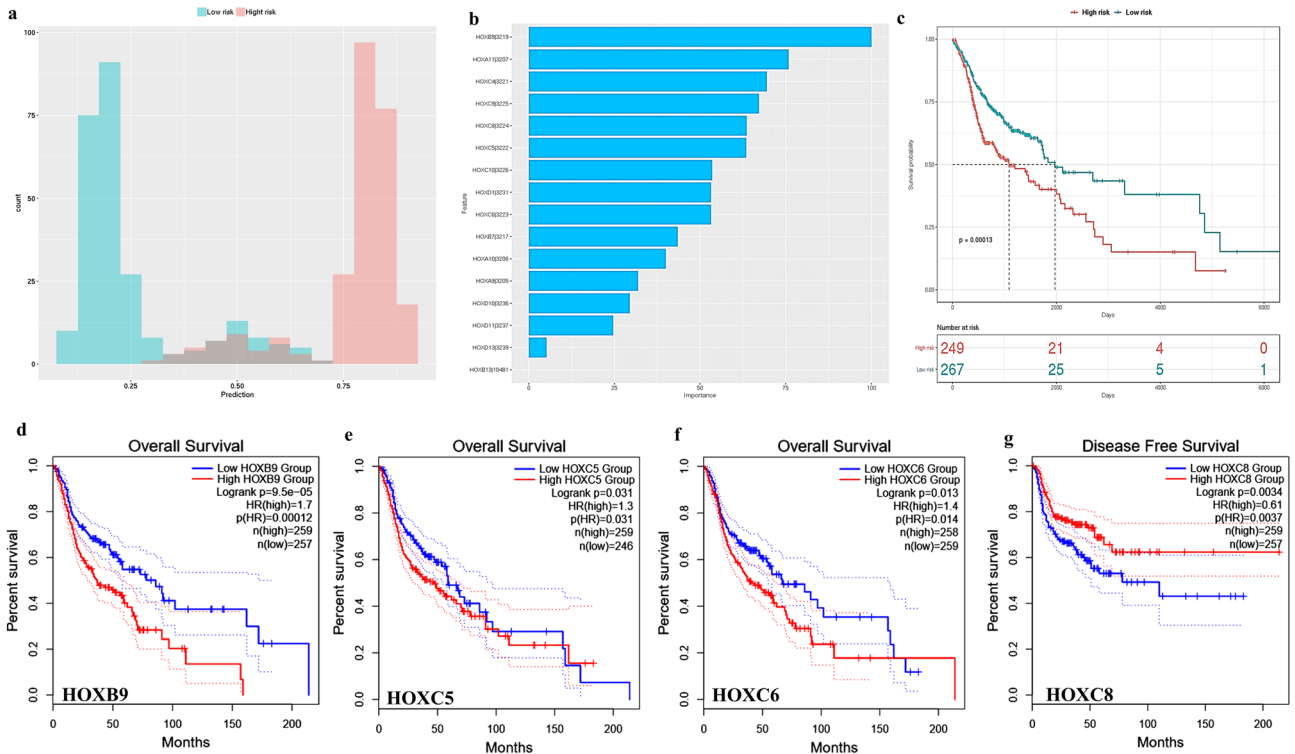 a
Low risk Hight risk
100
75
50
25
0
count
0.25 0.50 0.75
Prediction
b
HOXB9|3219
HOXA11|3207
HOXC4|3221
HOXC9|3225
HOXC8|3224
HOXC5|3222
HOXC10|3226
HOXD1|3231
HOXC6|3223
HOXB7|3217
HOXA10|3206
HOXA9|3205
HOXD10|3236
HOXD11|3237
HOXD13|3239
HOXB13|10481
Feature
0 25 50 75 100
Importance
c
High risk Low risk
1.00
0.75
0.50
0.25
0.00
Survival probability
p = 0.00013
0 2000 4000 6000
Days
Number at risk
High risk 249 21 4 0
Low risk 267 25 5 1
0 2000 4000 6000
Days
d
Overall Survival
Low HOXB9 Group
High HOXB9 Group
Logrank p=9.5e-05
HR(high)=1.7
p(HR)=0.00012
n(high)=259
n(low)=257
1.0
0.8
0.6
0.4
0.2
0.0
Percent survival
HOXB9
0 50 100 150 200
Months
e
Overall Survival
Low HOXC5 Group
High HOXC5 Group
Logrank p=0.031
HR(high)=1.3
p(HR)=0.031
n(high)=259
n(low)=246
1.0
0.8
0.6
0.4
0.2
0.0
Percent survival
HOXC5
0 50 100 150 200
Months
f
Overall Survival
Low HOXC6 Group
High HOXC6 Group
Logrank p=0.013
HR(high)=1.4
p(HR)=0.014
n(high)=258
n(low)=259
1.0
0.8
0.6
0.4
0.2
0.0
Percent survival
HOXC6
0 50 100 150 200
Months
g
Disease Free Survival
Low HOXC8 Group
High HOXC8 Group
Logrank p=0.0034
HR(high)=0.61
p(HR)=0.0037
n(high)=259
n(low)=257
1.0
0.8
0.6
0.4
0.2
0.0
Percent survival
HOXC8
0 50 100 150 200
Months